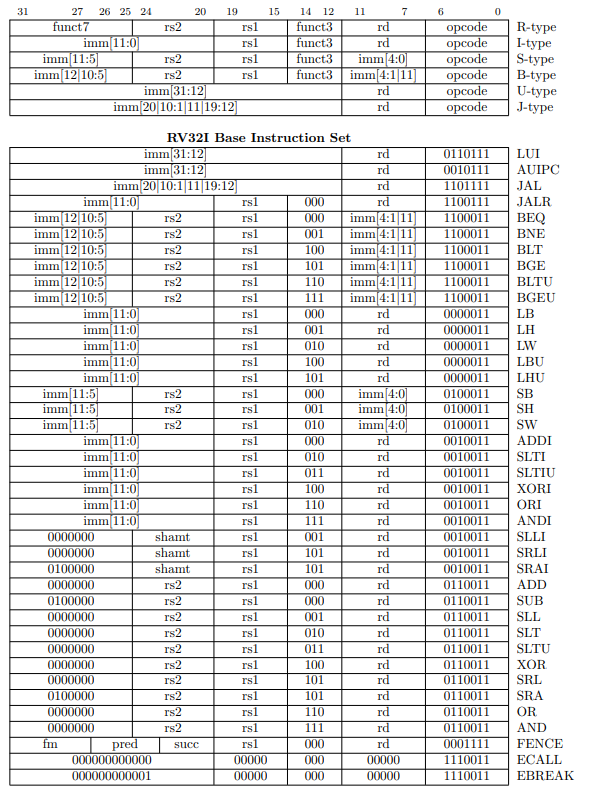 31 27 26 25 24 20 19 15 14 12 11 7 6 0
funct7 rs2 rs1 funct3 rd opcode R-type
imm[11:0] rs1 funct3 rd opcode I-type
imm[11:5] rs2 rs1 funct3 imm[4:0] opcode S-type
imm[12|10:5] rs2 rs1 funct3 imm[4:1|11] opcode B-type
imm[31:12] rd opcode U-type
imm[20|10:1|11|19:12] rd opcode J-type
RV32I Base Instruction Set
imm[31:12] rd 0110111 LUI
imm[31:12] rd 0010111 AUIPC
imm[20|10:1|11|19:12] rd 1101111 JAL
imm[11:0] rs1 000 rd 1100111 JALR
imm[12|10:5] rs2 rs1 000 imm[4:1|11] 1100011 BEQ
imm[12|10:5] rs2 rs1 001 imm[4:1|11] 1100011 BNE
imm[12|10:5] rs2 rs1 100 imm[4:1|11] 1100011 BLT
imm[12|10:5] rs2 rs1 101 imm[4:1|11] 1100011 BGE
imm[12|10:5] rs2 rs1 110 imm[4:1|11] 1100011 BLTU
imm[12|10:5] rs2 rs1 111 imm[4:1|11] 1100011 BGEU
imm[11:0] rs1 000 rd 0000011 LB
imm[11:0] rs1 001 rd 0000011 LH
imm[11:0] rs1 010 rd 0000011 LW
imm[11:0] rs1 100 rd 0000011 LBU
imm[11:0] rs1 101 rd 0000011 LHU
imm[11:5] rs2 rs1 000 imm[4:0] 0100011 SB
imm[11:5] rs2 rs1 001 imm[4:0] 0100011 SH
imm[11:5] rs2 rs1 010 imm[4:0] 0100011 SW
imm[11:0] rs1 000 rd 0010011 ADDI
imm[11:0] rs1 010 rd 0010011 SLTI
imm[11:0] rs1 011 rd 0010011 SLTIU
imm[11:0] rs1 100 rd 0010011 XORI
imm[11:0] rs1 110 rd 0010011 ORI
imm[11:0] rs1 111 rd 0010011 ANDI
0000000 shamt rs1 001 rd 0010011 SLLI
0000000 shamt rs1 101 rd 0010011 SRLI
0100000 shamt rs1 101 rd 0010011 SRAI
0000000 rs2 rs1 000 rd 0110011 ADD
0100000 rs2 rs1 000 rd 0110011 SUB
0000000 rs2 rs1 001 rd 0110011 SLL
0000000 rs2 rs1 010 rd 0110011 SLT
0000000 rs2 rs1 011 rd 0110011 SLTU
0000000 rs2 rs1 100 rd 0110011 XOR
0000000 rs2 rs1 101 rd 0110011 SRL
0100000 rs2 rs1 101 rd 0110011 SRA
0000000 rs2 rs1 110 rd 0110011 OR
0000000 rs2 rs1 111 rd 0110011 AND
fm pred succ rs1 000 rd 0001111 FENCE
000000000000 00000 000 00000 1110011 ECALL
000000000001 00000 000 00000 1110011 EBREAK